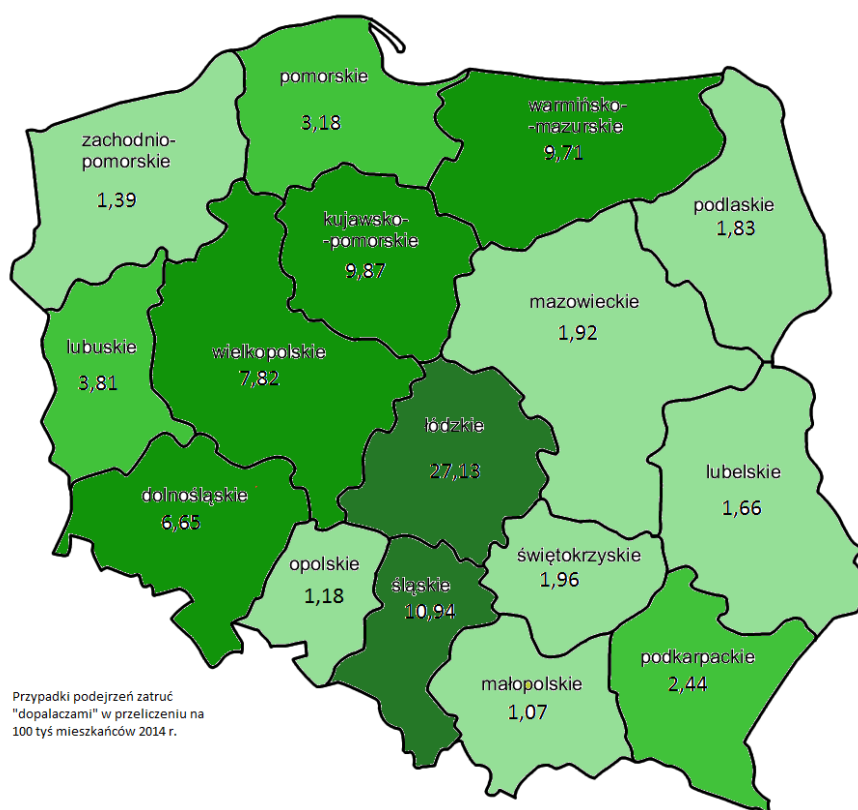 pomorskie
3,18
warmińsko-
-mazurskie
9,71
zachodnio-
pomorskie
1,39
podlaskie
1,83
kujawsko-
-pomorskie
9,87
mazowieckie
1,92
lubuskie
3,81
wielkopolskie
7,82
łódzkie
27,13
lubelskie
1,66
dolnośląskie
6,65
opolskie
1,18
śląskie
10,94
świętokrzyskie
1,96
małopolskie
1,07
podkarpackie
2,44
Przypadki podejrzeń zatruć
"dopalaczami" w przeliczeniu na
100 tyś mieszkańców 2014 r.